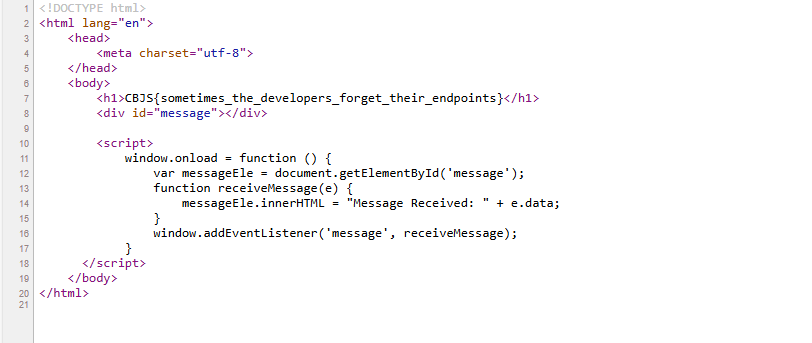 1 <!DOCTYPE html>
2 <html lang="en">
3     <head>
4         <meta charset="utf-8">
5     </head>
6     <body>
7         <h1>CBJS{sometimes_the_developers_forget_their_endpoints}</h1>
8         <div id="message"></div>
9
10         <script>
11             window.onload = function () {
12                 var messageEle = document.getElementById('message');
13                 function receiveMessage(e) {
14                     messageEle.innerHTML = "Message Received: " + e.data;
15                 }
16                 window.addEventListener('message', receiveMessage);
17             }
18       </script>
19     </body>
20 </html>
21